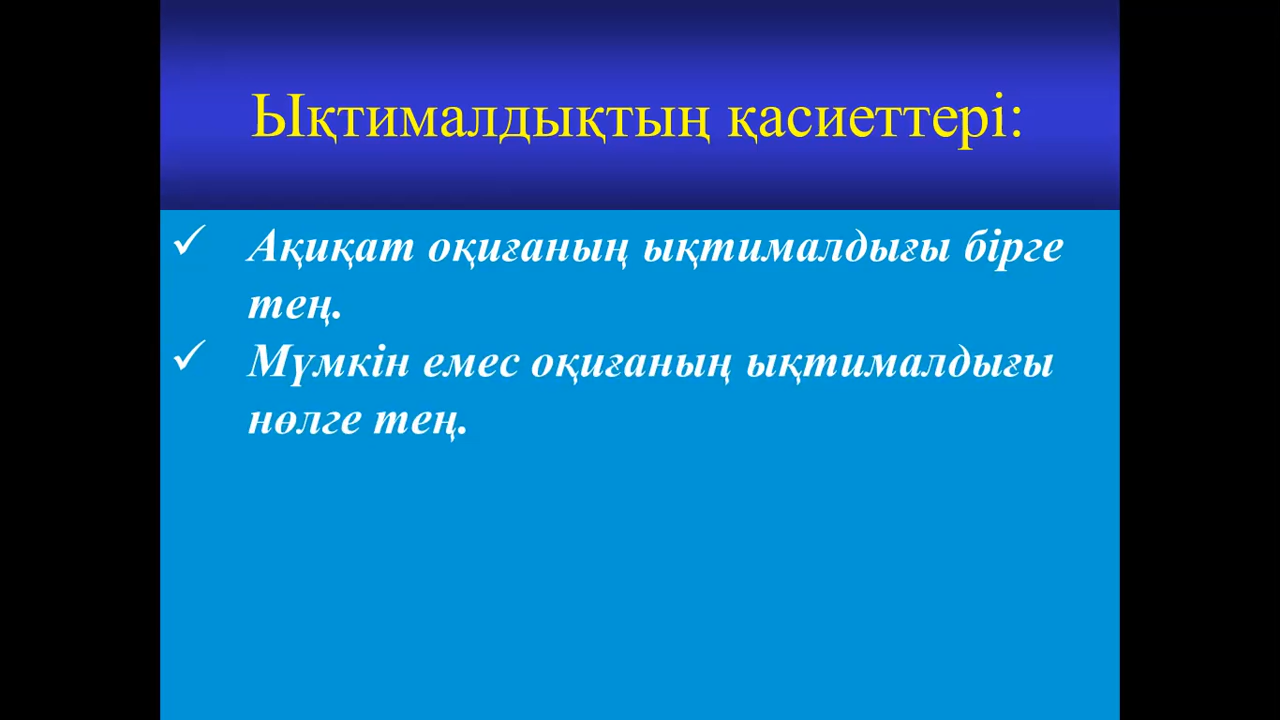 Ықтималдықтың қасиеттері:
✓ Ақиқат оқиғаның ықтималдығы бірге
тең.
✓ Мүмкін емес оқиғаның ықтималдығы
нөлге тең.